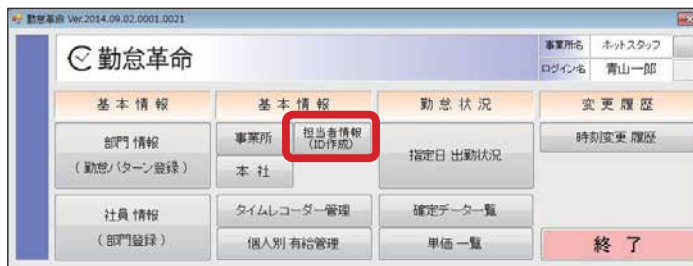 勤怠革命 Ver.2014.09.02.0001.0021
勤怠革命
事業所名 ホットスタッフ
ログイン名 青山一郎
基本情報 基本情報 勤怠状況 変更履歴
部門情報
(勤怠パターン登録)
事業所 担当者情報
(ID作成)
本社
指定日 出勤状況
時刻変更 履歴
社員 情報
(部門登録)
タイムレコーダー管理 確定データ一覧
個人別 有給管理 単価 一覧 終了